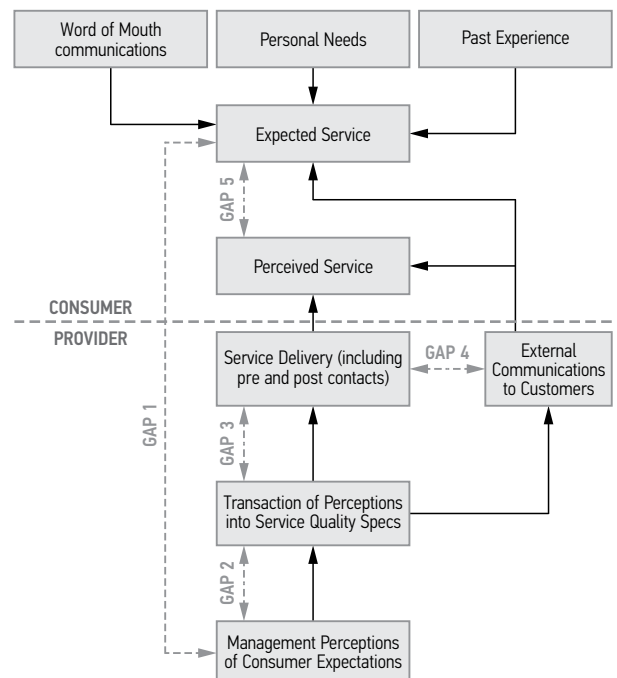 Word of Mouth
communications
Personal Needs
Past Experience
Expected Service
GAP 5
Perceived Service
CONSUMER
PROVIDER
Service Delivery (including
pre and post contacts)
GAP 4
External
Communications
to Customers
GAP 1
GAP 3
Transaction of Perceptions
into Service Quality Specs
GAP 2
Management Perceptions
of Consumer Expectations